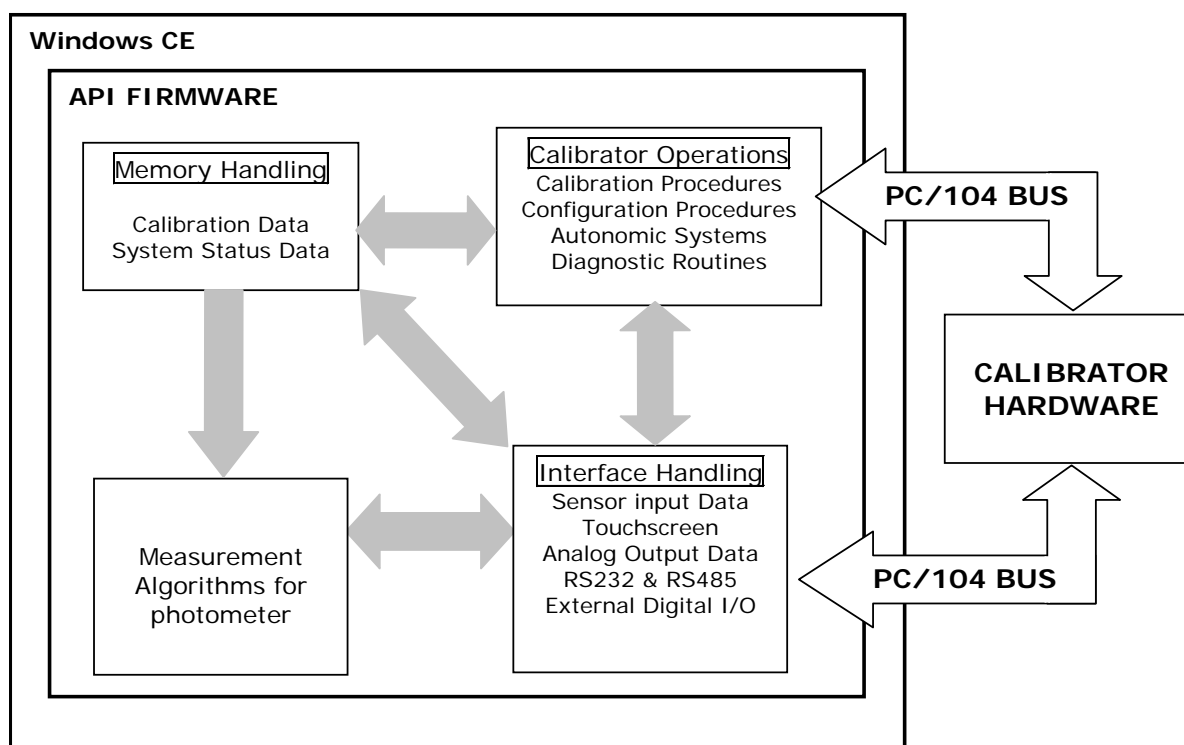 Windows CE
API FIRMWARE
Memory Handling
Calibration Data
System Status Data
Calibrator Operations
Calibration Procedures
Configuration Procedures
Autonomic Systems
Diagnostic Routines
PC/104 BUS
CALIBRATOR
HARDWARE
Measurement
Algorithms for
photometer
Interface Handling
Sensor input Data
Touchscreen
Analog Output Data
RS232 & RS485
External Digital I/O
PC/104 BUS